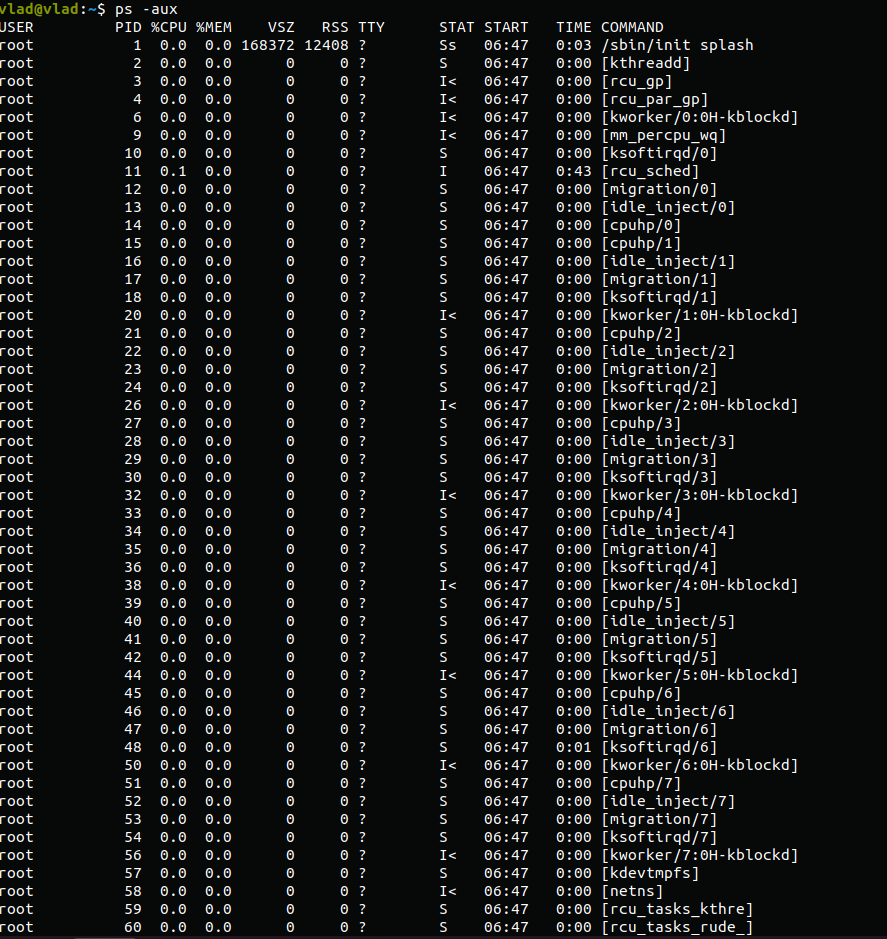 vlad@vlad:~$ ps -aux
USER PID %CPU %MEM VSZ RSS TTY STAT START TIME COMMAND
root 1 0.0 0.0 168372 12408 ? Ss 06:47 0:03 /sbin/init splash
root 2 0.0 0.0 0 0 ? S 06:47 0:00 [kthreadd]
root 3 0.0 0.0 0 0 ? I< 06:47 0:00 [rcu_gp]
root 4 0.0 0.0 0 0 ? I< 06:47 0:00 [rcu_par_gp]
root 6 0.0 0.0 0 0 ? I< 06:47 0:00 [kworker/0:0H-kblockd]
root 9 0.0 0.0 0 0 ? I< 06:47 0:00 [mm_percpu_wq]
root 10 0.0 0.0 0 0 ? S 06:47 0:00 [ksoftirqd/0]
root 11 0.1 0.0 0 0 ? I 06:47 0:43 [rcu_sched]
root 12 0.0 0.0 0 0 ? S 06:47 0:00 [migration/0]
root 13 0.0 0.0 0 0 ? S 06:47 0:00 [idle_inject/0]
root 14 0.0 0.0 0 0 ? S 06:47 0:00 [cpuhp/0]
root 15 0.0 0.0 0 0 ? S 06:47 0:00 [cpuhp/1]
root 16 0.0 0.0 0 0 ? S 06:47 0:00 [idle_inject/1]
root 17 0.0 0.0 0 0 ? S 06:47 0:00 [migration/1]
root 18 0.0 0.0 0 0 ? S 06:47 0:00 [ksoftirqd/1]
root 20 0.0 0.0 0 0 ? I< 06:47 0:00 [kworker/1:0H-kblockd]
root 21 0.0 0.0 0 0 ? S 06:47 0:00 [cpuhp/2]
root 22 0.0 0.0 0 0 ? S 06:47 0:00 [idle_inject/2]
root 23 0.0 0.0 0 0 ? S 06:47 0:00 [migration/2]
root 24 0.0 0.0 0 0 ? S 06:47 0:00 [ksoftirqd/2]
root 26 0.0 0.0 0 0 ? I< 06:47 0:00 [kworker/2:0H-kblockd]
root 27 0.0 0.0 0 0 ? S 06:47 0:00 [cpuhp/3]
root 28 0.0 0.0 0 0 ? S 06:47 0:00 [idle_inject/3]
root 29 0.0 0.0 0 0 ? S 06:47 0:00 [migration/3]
root 30 0.0 0.0 0 0 ? S 06:47 0:00 [ksoftirqd/3]
root 32 0.0 0.0 0 0 ? I< 06:47 0:00 [kworker/3:0H-kblockd]
root 33 0.0 0.0 0 0 ? S 06:47 0:00 [cpuhp/4]
root 34 0.0 0.0 0 0 ? S 06:47 0:00 [idle_inject/4]
root 35 0.0 0.0 0 0 ? S 06:47 0:00 [migration/4]
root 36 0.0 0.0 0 0 ? S 06:47 0:00 [ksoftirqd/4]
root 38 0.0 0.0 0 0 ? I< 06:47 0:00 [kworker/4:0H-kblockd]
root 39 0.0 0.0 0 0 ? S 06:47 0:00 [cpuhp/5]
root 40 0.0 0.0 0 0 ? S 06:47 0:00 [idle_inject/5]
root 41 0.0 0.0 0 0 ? S 06:47 0:00 [migration/5]
root 42 0.0 0.0 0 0 ? S 06:47 0:00 [ksoftirqd/5]
root 44 0.0 0.0 0 0 ? I< 06:47 0:00 [kworker/5:0H-kblockd]
root 45 0.0 0.0 0 0 ? S 06:47 0:00 [cpuhp/6]
root 46 0.0 0.0 0 0 ? S 06:47 0:00 [idle_inject/6]
root 47 0.0 0.0 0 0 ? S 06:47 0:00 [migration/6]
root 48 0.0 0.0 0 0 ? S 06:47 0:01 [ksoftirqd/6]
root 50 0.0 0.0 0 0 ? I< 06:47 0:00 [kworker/6:0H-kblockd]
root 51 0.0 0.0 0 0 ? S 06:47 0:00 [cpuhp/7]
root 52 0.0 0.0 0 0 ? S 06:47 0:00 [idle_inject/7]
root 53 0.0 0.0 0 0 ? S 06:47 0:00 [migration/7]
root 54 0.0 0.0 0 0 ? S 06:47 0:00 [ksoftirqd/7]
root 56 0.0 0.0 0 0 ? I< 06:47 0:00 [kworker/7:0H-kblockd]
root 57 0.0 0.0 0 0 ? S 06:47 0:00 [kdevtmpfs]
root 58 0.0 0.0 0 0 ? I< 06:47 0:00 [netns]
root 59 0.0 0.0 0 0 ? S 06:47 0:00 [rcu_tasks_kthre]
root 60 0.0 0.0 0 0 ? S 06:47 0:00 [rcu_tasks_rude_]